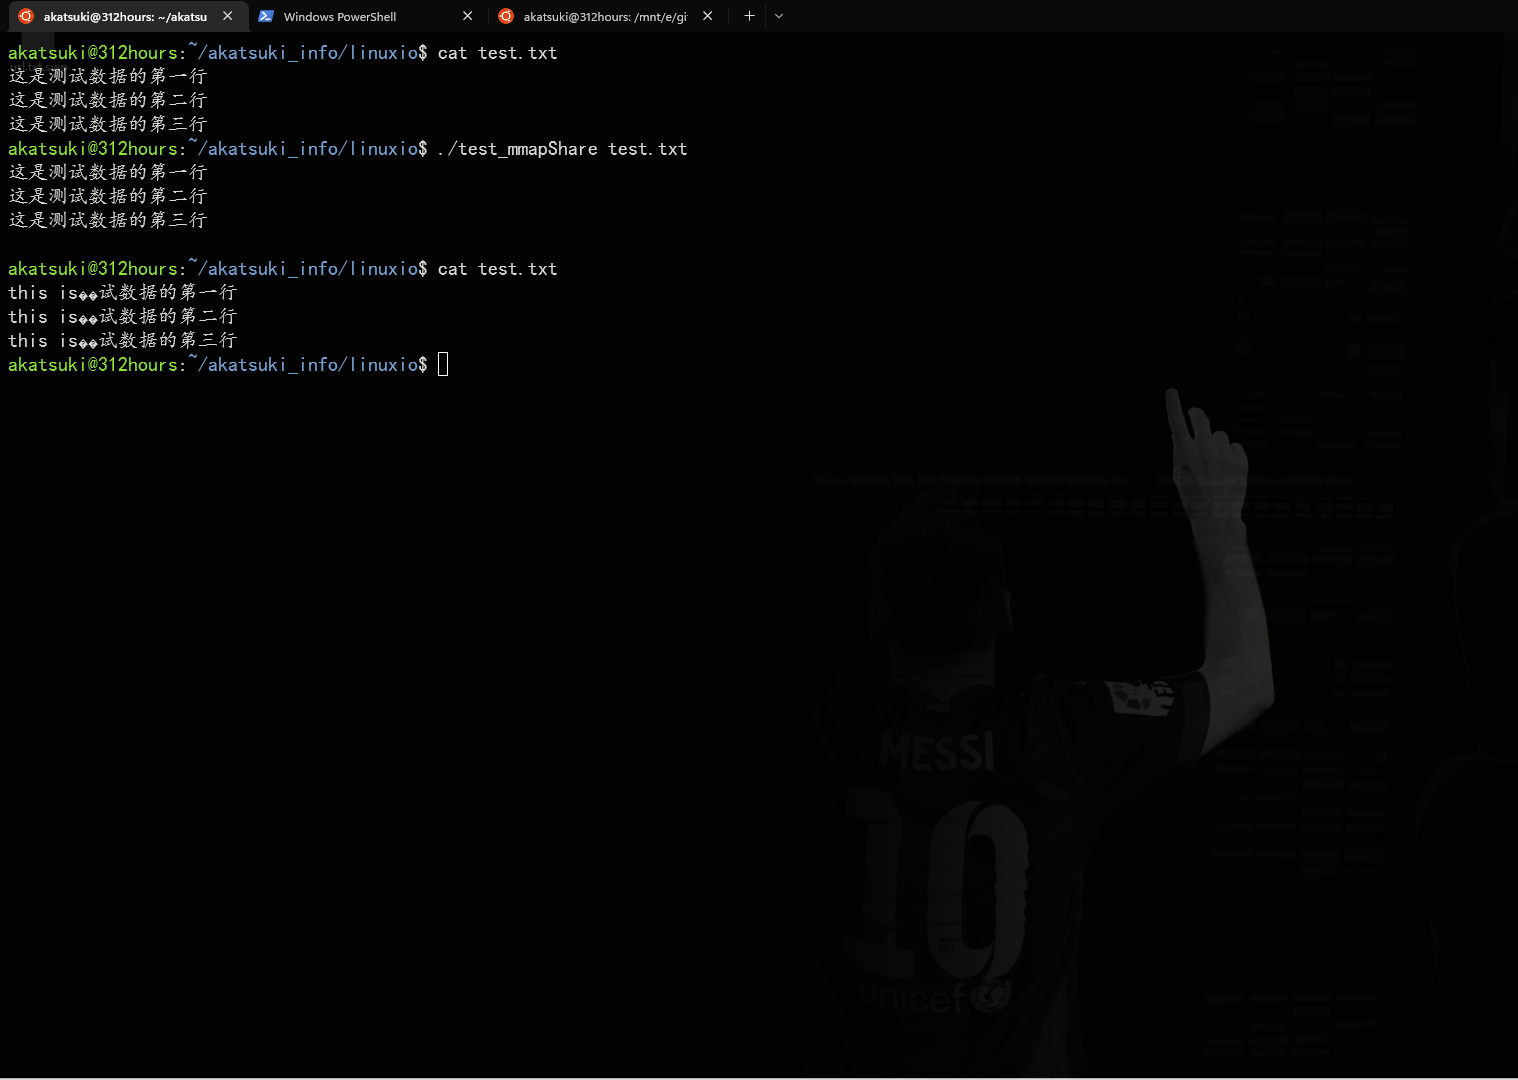 akatsuki@312hours: ~/akatsu
Windows PowerShell
akatsuki@312hours: /mnt/e/gi
akatsuki@312hours:~/akatsuki_info/linuxio$ cat test.txt
这是测试数据的第一行
这是测试数据的第二行
这是测试数据的第三行
akatsuki@312hours:~/akatsuki_info/linuxio$ ./test_mmapShare test.txt
这是测试数据的第一行
这是测试数据的第二行
这是测试数据的第三行
akatsuki@312hours:~/akatsuki_info/linuxio$ cat test.txt
this is��试数据的第一行
this is��试数据的第二行
this is��试数据的第三行
akatsuki@312hours:~/akatsuki_info/linuxio$
MESSI
10
unicef